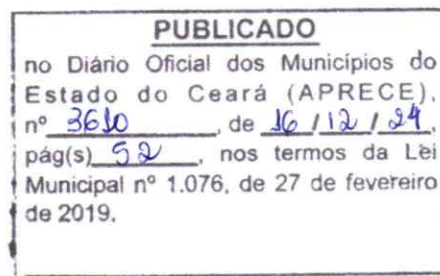 PUBLICADO
no Diário Oficial dos Municípios do
Estado do Ceará (APRECE),
nº 3610, de 16/12/24,
pág(s) 52, nos termos da Lei
Municipal nº 1.076, de 27 de fevereiro
de 2019.